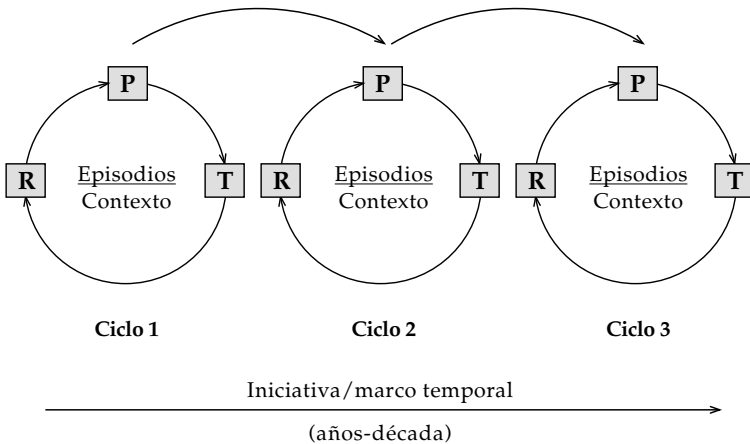 P P P
R Episodios T R Episodios T R Episodios T
Contexto Contexto Contexto
Ciclo 1 Ciclo 2 Ciclo 3
Iniciativa/marco temporal
(años-década)